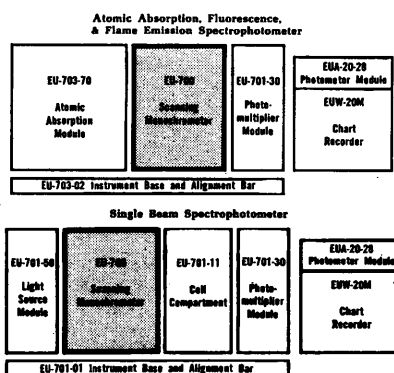 Atomic Absorption, Fluorescence,
& Flame Emission Spectrophotometer
EU-703-70
Atomic
Absorption
Module
EU-700
Scanning
Monochrometer
EU-701-30
Photo-
multiplier
Module
EUA-20-28
Photometer Module
EUW-20M
Chart
Recorder
EU-703-02 Instrument Base and Alignment Bar
Single Beam Spectrophotometer
EU-701-50
Light
Source
Module
EU-700
Scanning
Monochrometer
EU-701-11
Cell
Compartment
EU-701-30
Photo-
multiplier
Module
EUA-20-28
Photometer Module
EUW-20M
Chart
Recorder
EU-701-01 Instrument Base and Alignment Bar